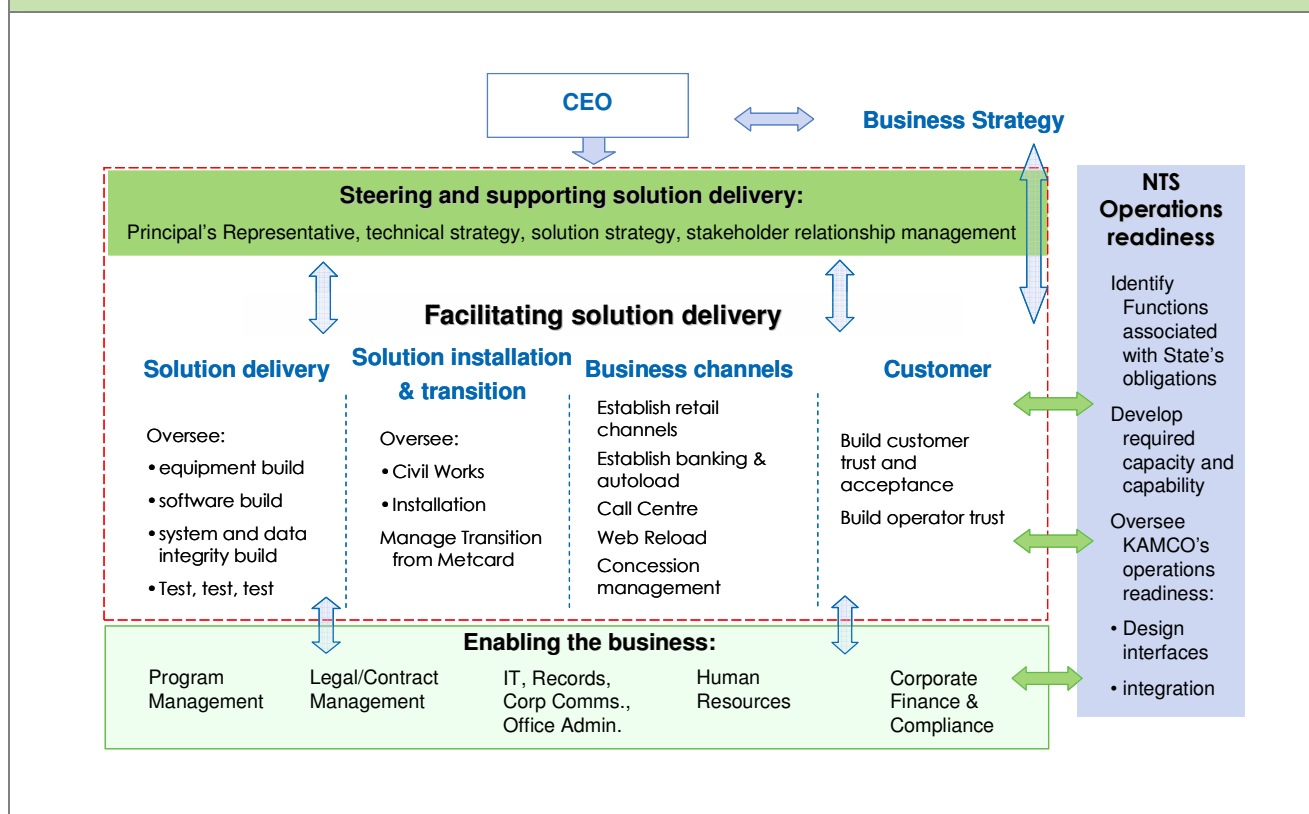 CEO
Business Strategy
Steering and supporting solution delivery:
Principal's Representative, technical strategy, solution strategy, stakeholder relationship management
Facilitating solution delivery
Solution delivery
Oversee:
• equipment build
• software build
• system and data
integrity build
• Test, test, test
Solution installation
& transition
Oversee:
• Civil Works
• Installation
Manage Transition
from Metcard
Business channels
Establish retail
channels
Establish banking &
autoload
Call Centre
Web Reload
Concession
management
Customer
Build customer
trust and
acceptance
Build operator trust
Enabling the business:
Program
Management
Legal/Contract
Management
IT, Records,
Corp Comms.,
Office Admin.
Human
Resources
Corporate
Finance &
Compliance
NTS
Operations
readiness
Identify
Functions
associated
with State's
obligations
Develop
required
capacity and
capability
Oversee
KAMCO's
operations
readiness:
• Design
interfaces
• integration